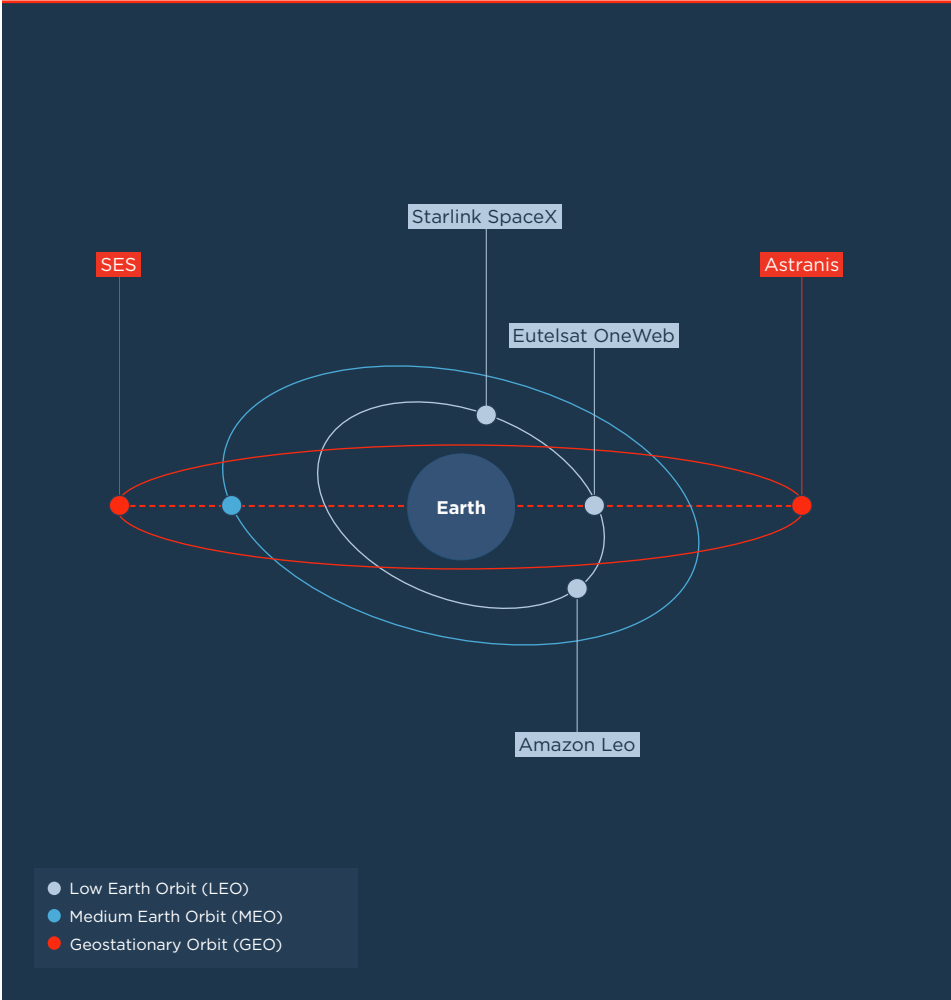 Starlink SpaceX
SES
Astranis
Eutelsat OneWeb
Earth
Amazon Leo
Low Earth Orbit (LEO)
Medium Earth Orbit (MEO)
Geostationary Orbit (GEO)